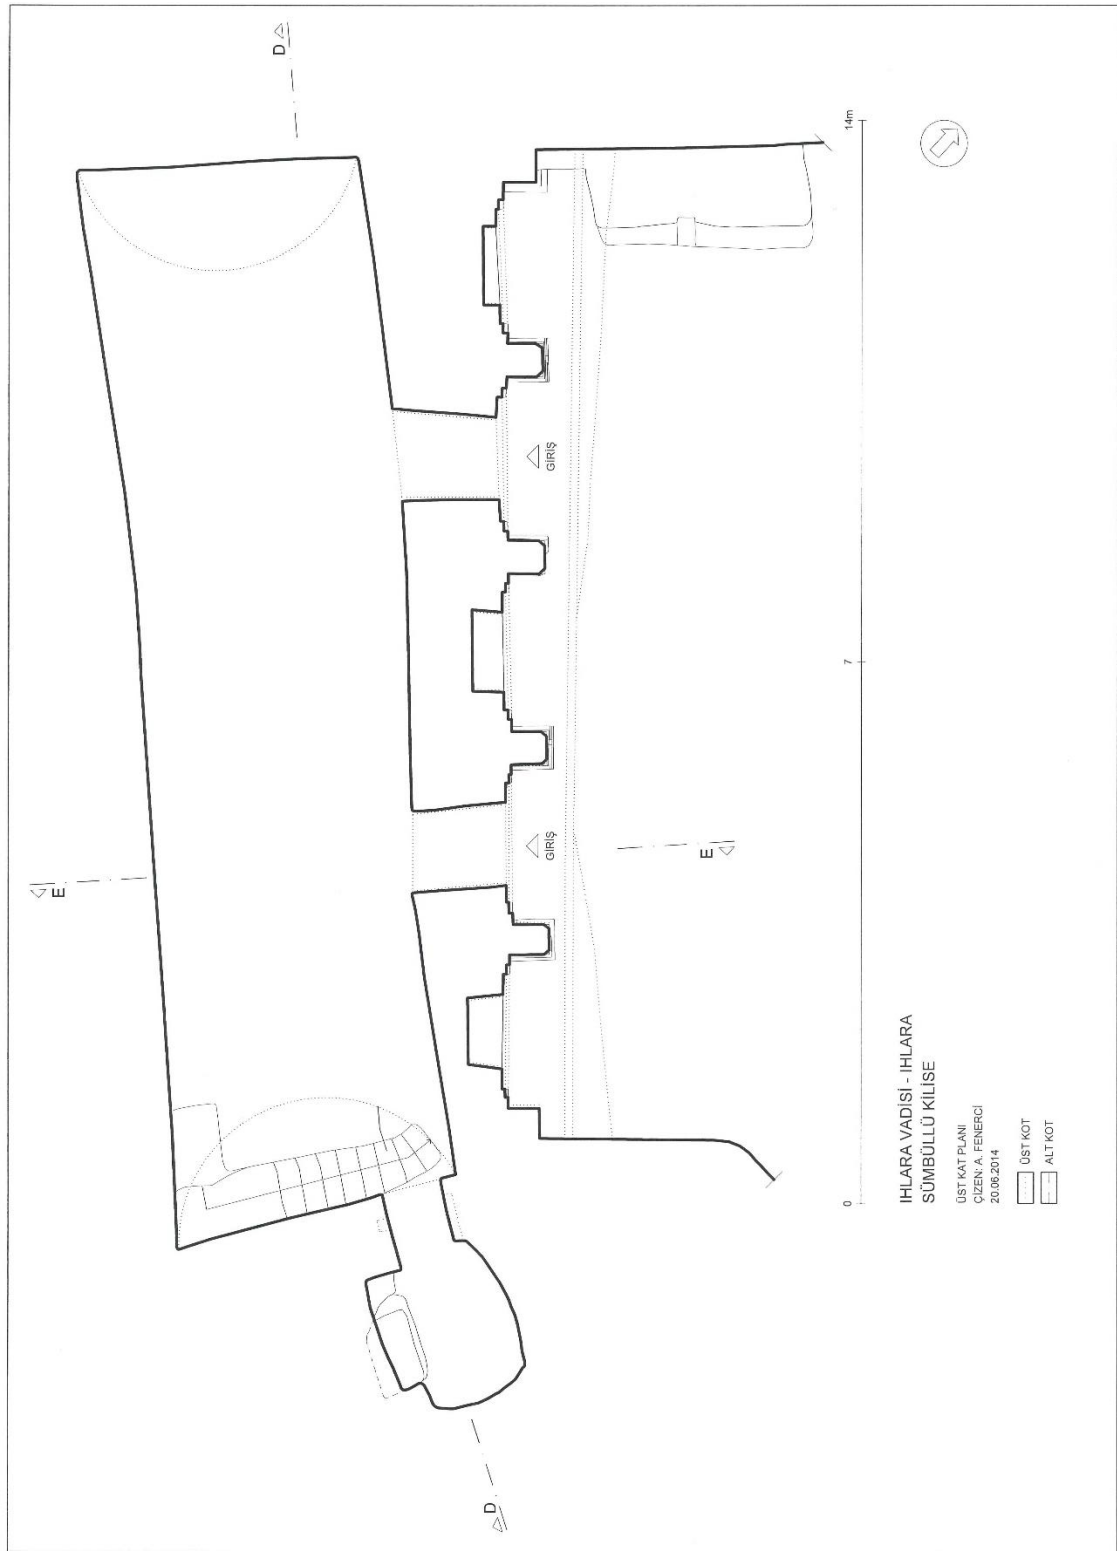 D
D
E
E
GİRİŞ
GİRİŞ
14m
7
0
IHLARA VADİSİ - IHLARA
SÜMBÜLLÜ KİLİSE
ÜST KAT PLANI
ÇİZEN: A. FENERCİ
20.06.2014
ÜST KOT
ALT KOT